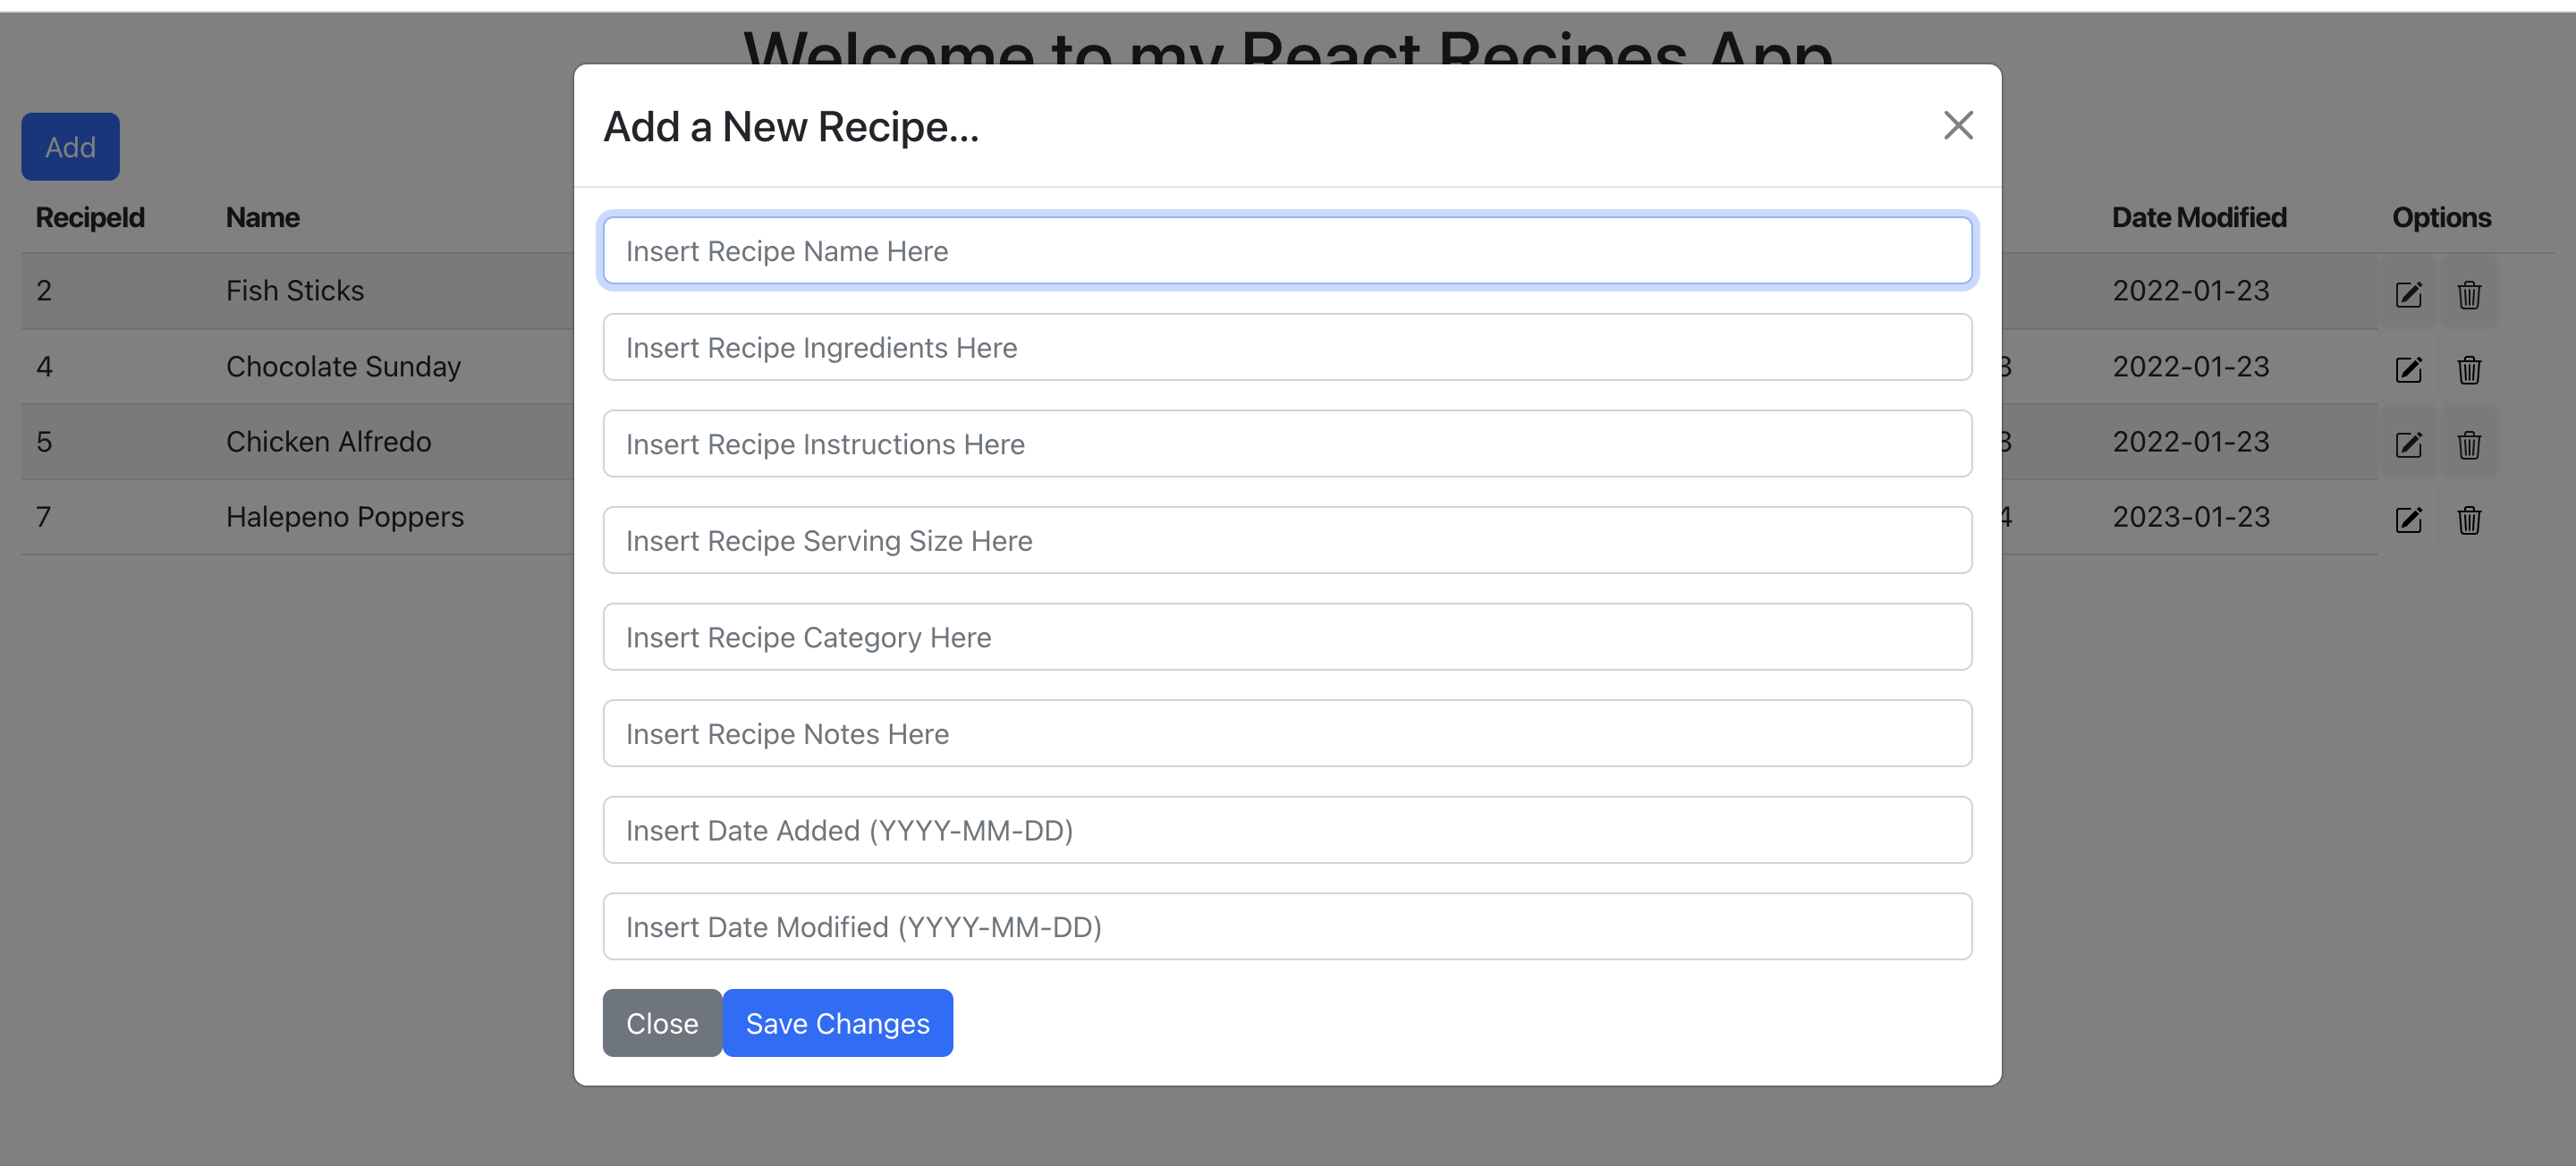 Welcome to my React Recipes App
Add a New Recipe...
Add
RecipeId Name Date Modified Options
2 Fish Sticks 2022-01-23
4 Chocolate Sunday 3 2022-01-23
5 Chicken Alfredo 3 2022-01-23
7 Halepeno Poppers 4 2023-01-23
Insert Recipe Name Here
Insert Recipe Ingredients Here
Insert Recipe Instructions Here
Insert Recipe Serving Size Here
Insert Recipe Category Here
Insert Recipe Notes Here
Insert Date Added (YYYY-MM-DD)
Insert Date Modified (YYYY-MM-DD)
Close Save Changes